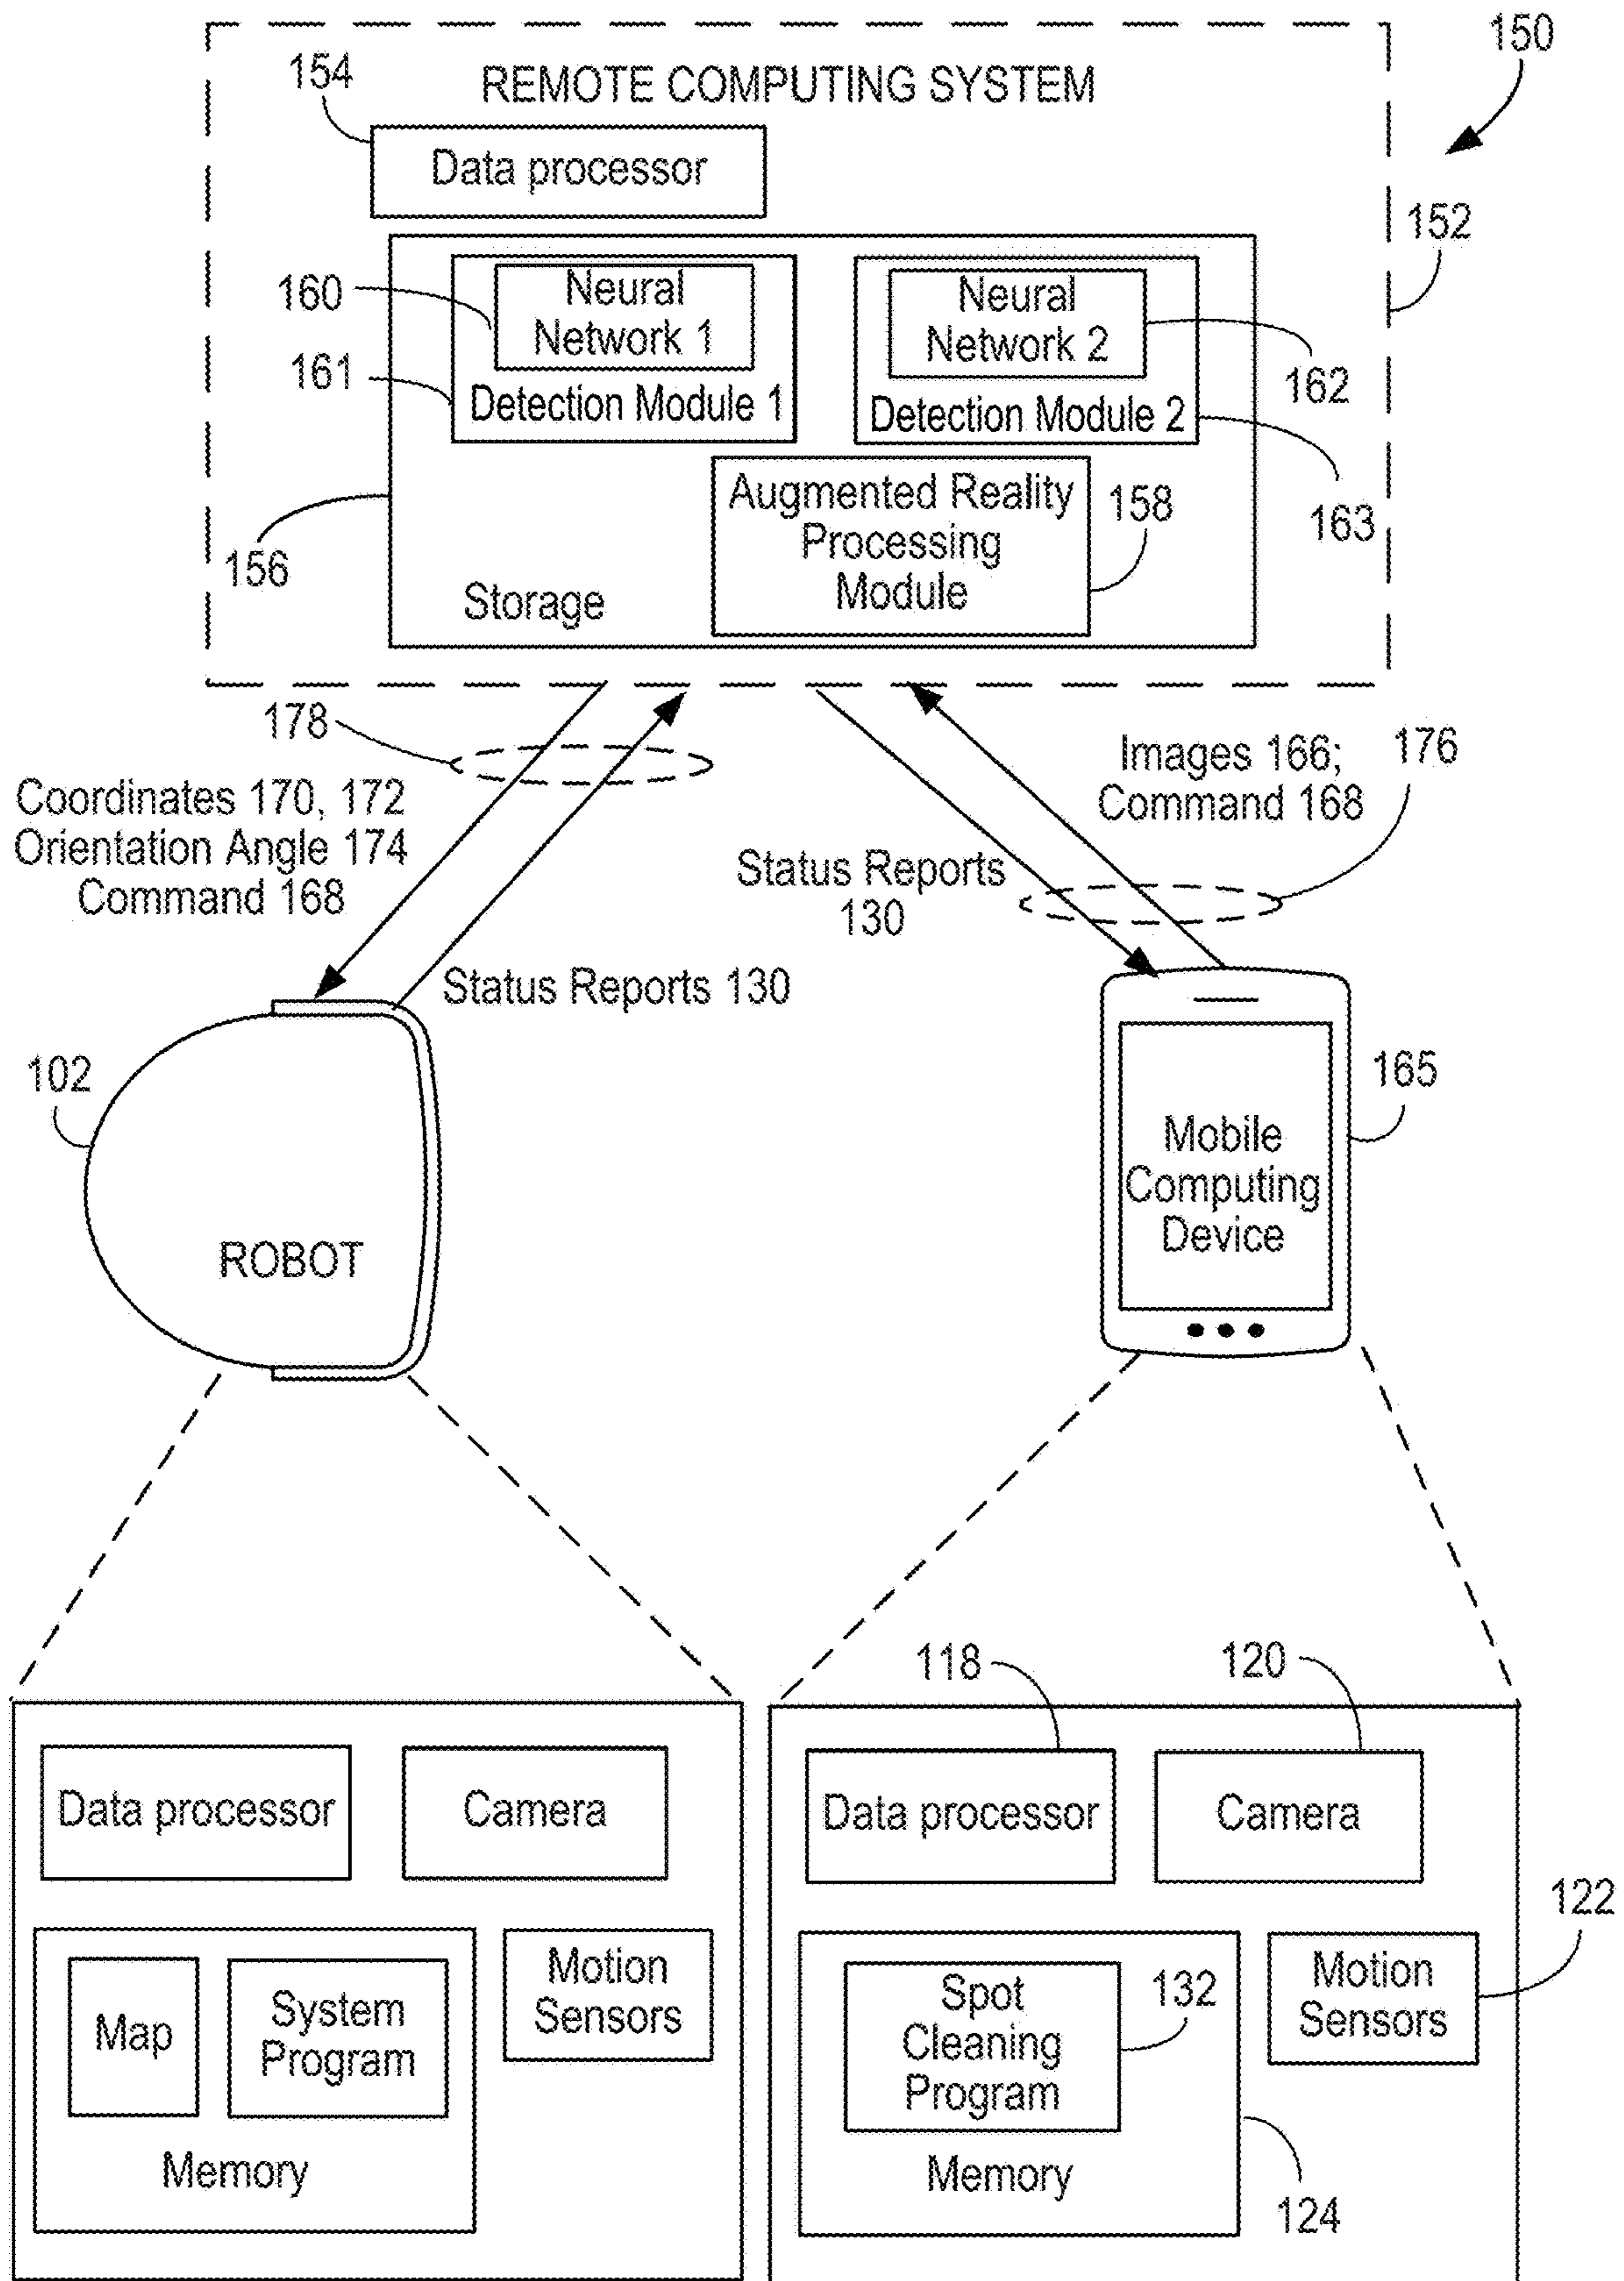 150
154
REMOTE COMPUTING SYSTEM
Data processor
152
160
Neural
Network 1
161
Detection Module 1
Neural
Network 2
162
Detection Module 2
163
Augmented Reality
Processing
Module
158
156
Storage
178
Coordinates 170, 172
Orientation Angle 174
Command 168
Status Reports 130
Images 166;
Command 168
176
Status Reports
130
102
ROBOT
165
Mobile
Computing
Device
118
120
Data processor
Camera
Data processor
Camera
122
Map
System
Program
Motion
Sensors
Memory
Spot
Cleaning
Program
132
Motion
Sensors
Memory
124